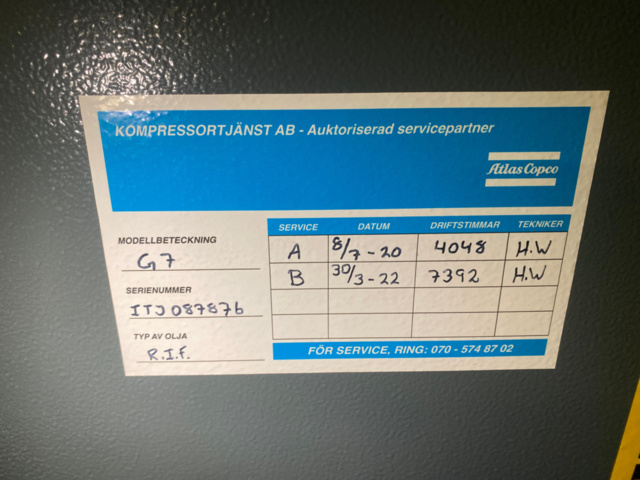 KOMPRESSORTJÄNST AB - Auktoriserad servicepartner
Atlas Copco
MODELLBETECKNING
G7
SERIENUMMER
ITJ087876
TYP AV OLJA
R.I.F.
SERVICE DATUM DRIFTSTIMMAR TEKNIKER
A 8/7-20 4048 H.W
B 30/3-22 7392 H.W
FÖR SERVICE, RING: 070 - 574 87 02